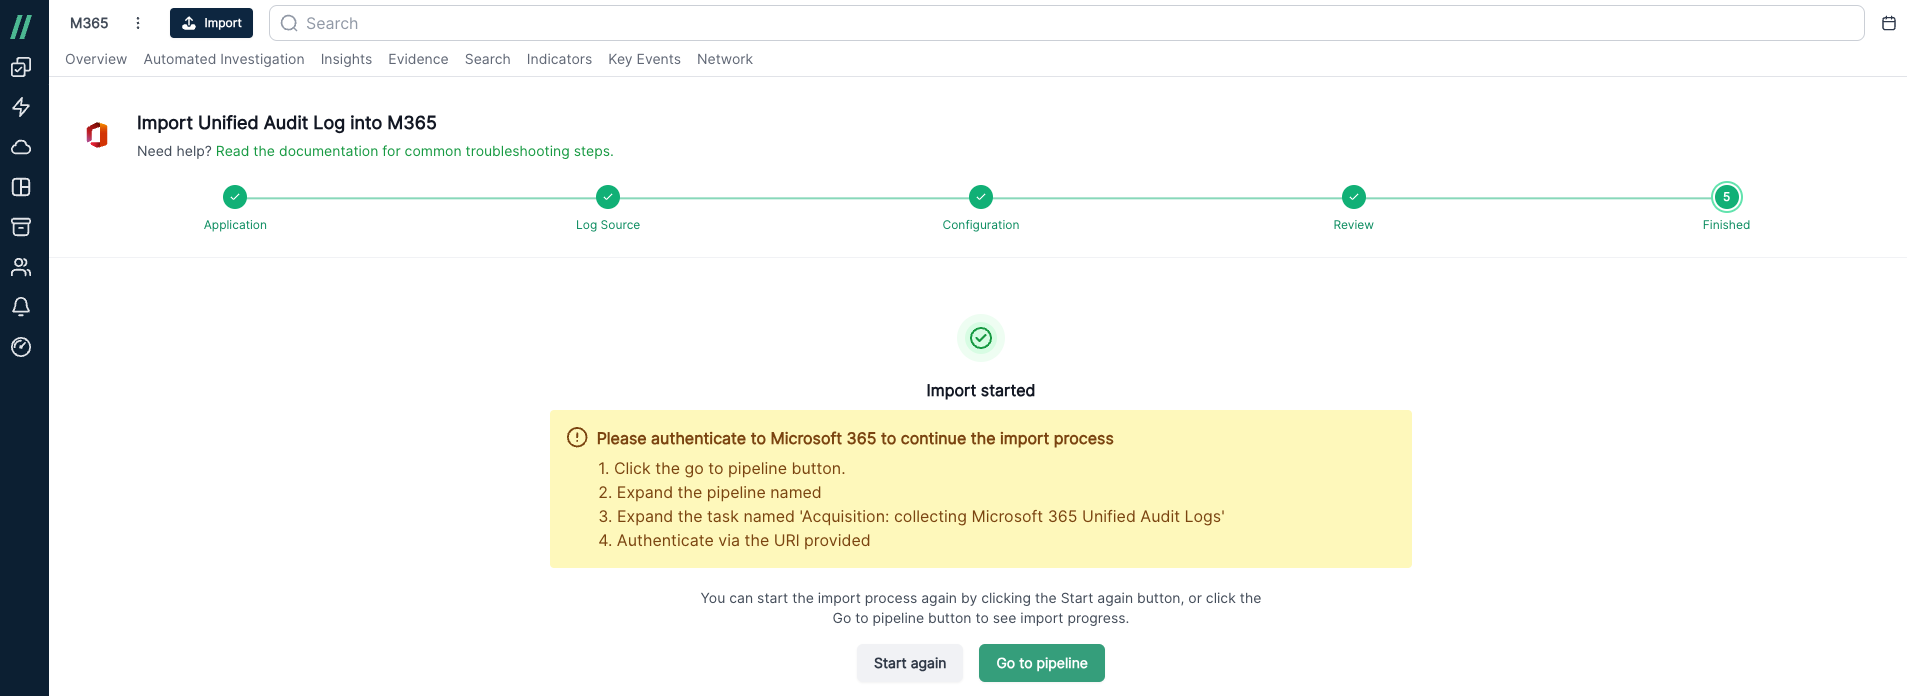 M365
Import
Search
Overview Automated Investigation Insights Evidence Search Indicators Key Events Network
Import Unified Audit Log into M365
Need help? Read the documentation for common troubleshooting steps.
5
Application Log Source Configuration Review Finished
Import started
Please authenticate to Microsoft 365 to continue the import process
1. Click the go to pipeline button.
2. Expand the pipeline named
3. Expand the task named 'Acquisition: collecting Microsoft 365 Unified Audit Logs'
4. Authenticate via the URI provided
You can start the import process again by clicking the Start again button, or click the
Go to pipeline button to see import progress.
Start again Go to pipeline